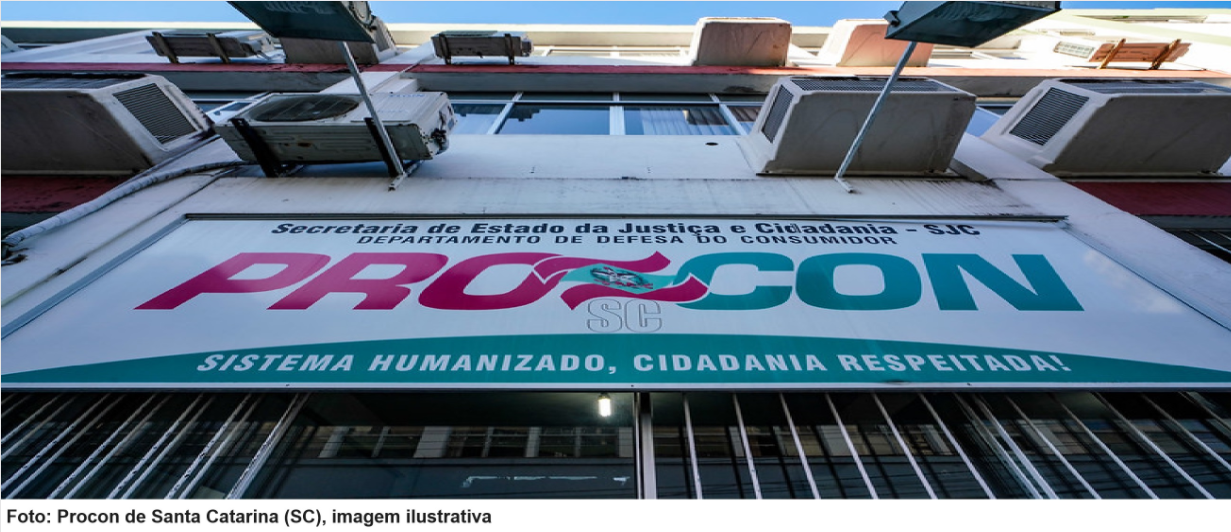 Secretaria de Estado da Justiça e Cidadania - SJC
DEPARTAMENTO DE DEFESA DO CONSUMIDOR
PROCON
SC
SISTEMA HUMANIZADO, CIDADANIA RESPEITADA!
Foto: Procon de Santa Catarina (SC), imagem ilustrativa